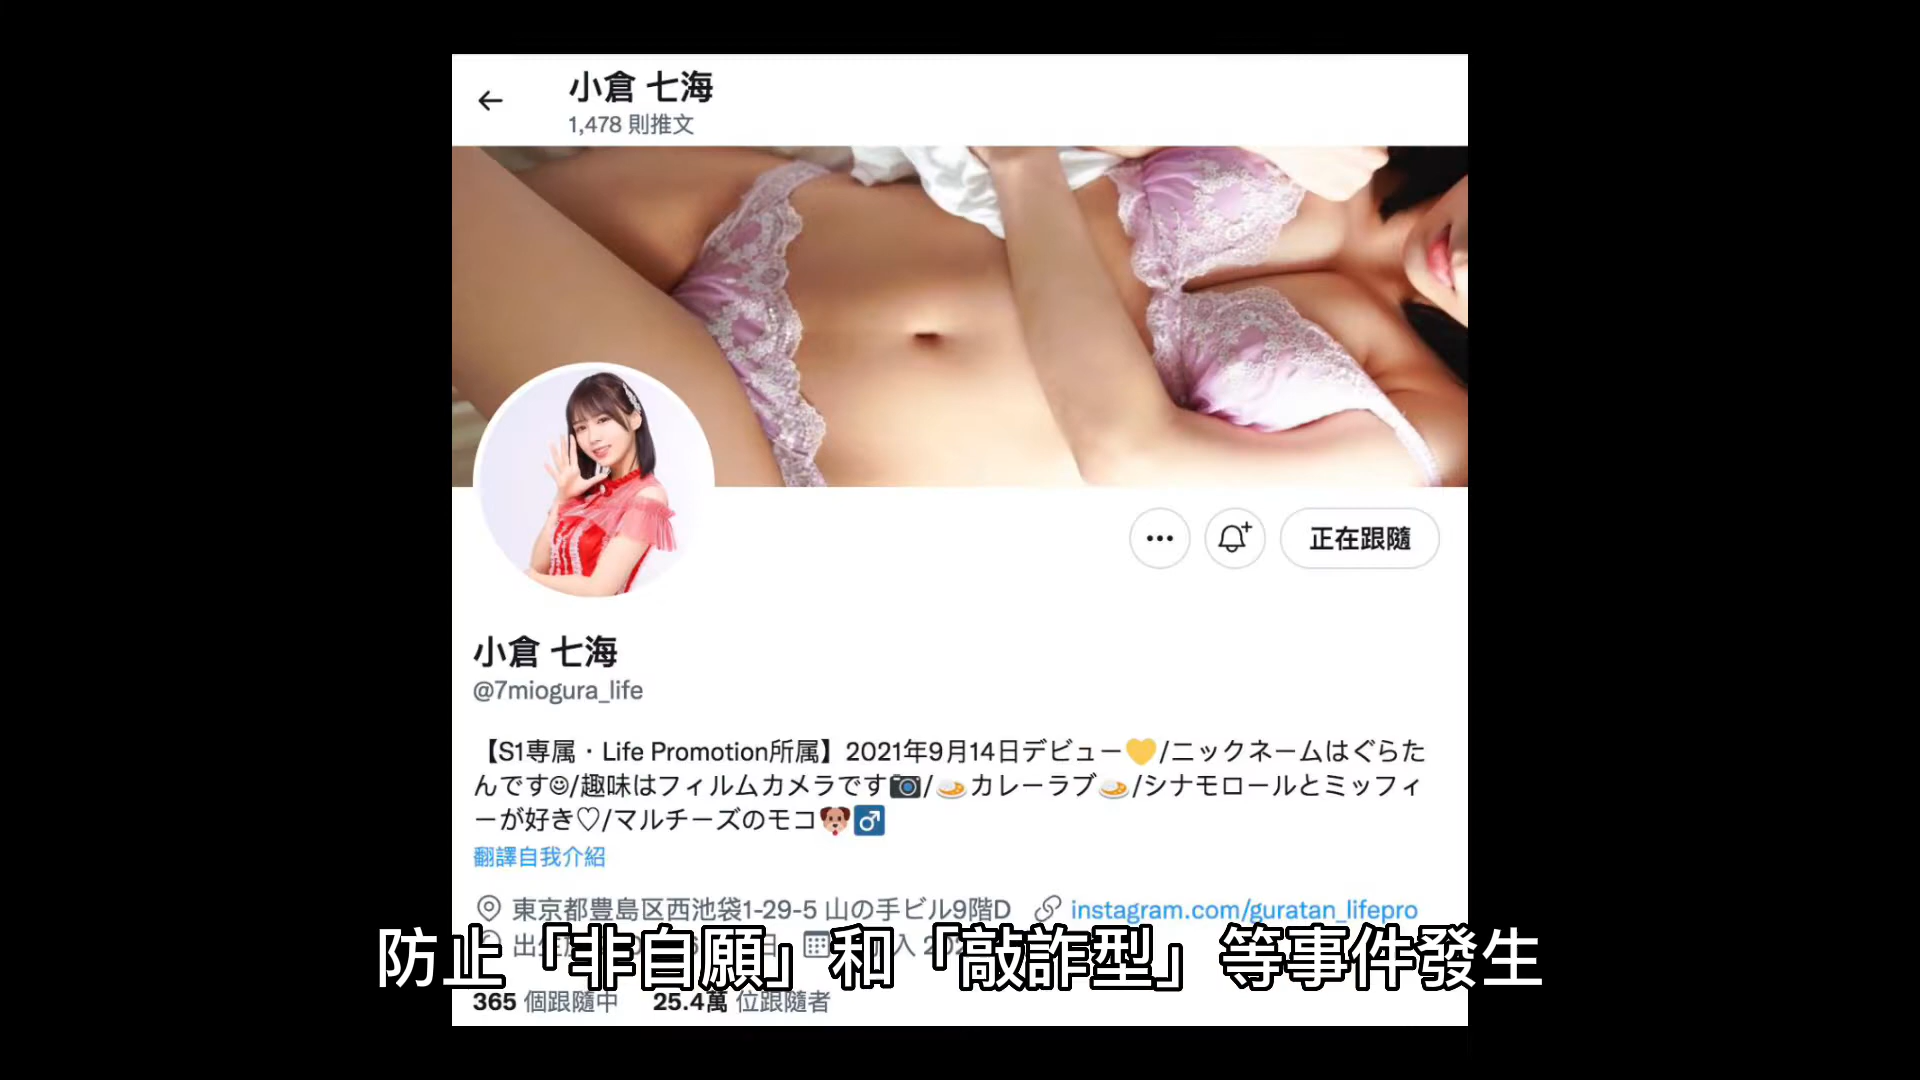 小倉 七海
1,478 則推文
正在跟隨
小倉 七海
@7miogura_life
【S1専属・Life Promotion所属】2021年9月14日デビュー💛/ニックネームはぐらた
んです☺/趣味はフィルムカメラです📷/🍛カレーラブ🍛/シナモロールとミッフィ
ーが好き♡/マルチーズのモコ🐶♂️
翻譯自我介紹
東京都豊島区西池袋1-29-5 山の手ビル9階D instagram.com/guratan_lifepro
防止「非自願」和「敲詐型」等事件發生
365 個跟隨中 25.4萬 位跟隨者